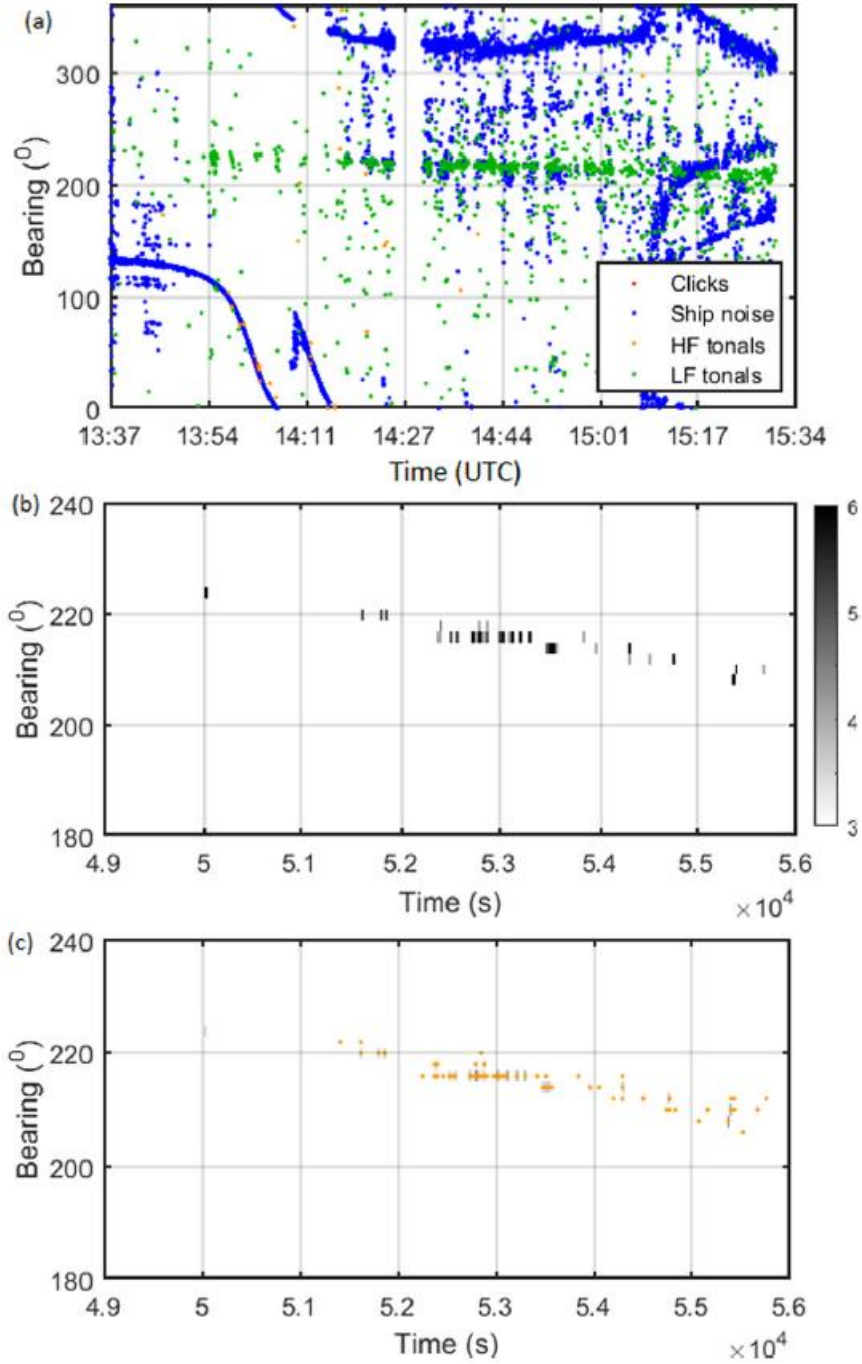 (a)
300
200
100
0
Bearing (⁰)
Clicks
Ship noise
HF tonals
LF tonals
13:37 13:54 14:11 14:27 14:44 15:01 15:17 15:34
Time (UTC)
(b)
240
220
200
180
Bearing (⁰)
6
5
4
3
4.9 5 5.1 5.2 5.3 5.4 5.5 5.6
Time (s)
×10⁴
(c)
240
220
200
180
Bearing (⁰)
4.9 5 5.1 5.2 5.3 5.4 5.5 5.6
Time (s)
×10⁴